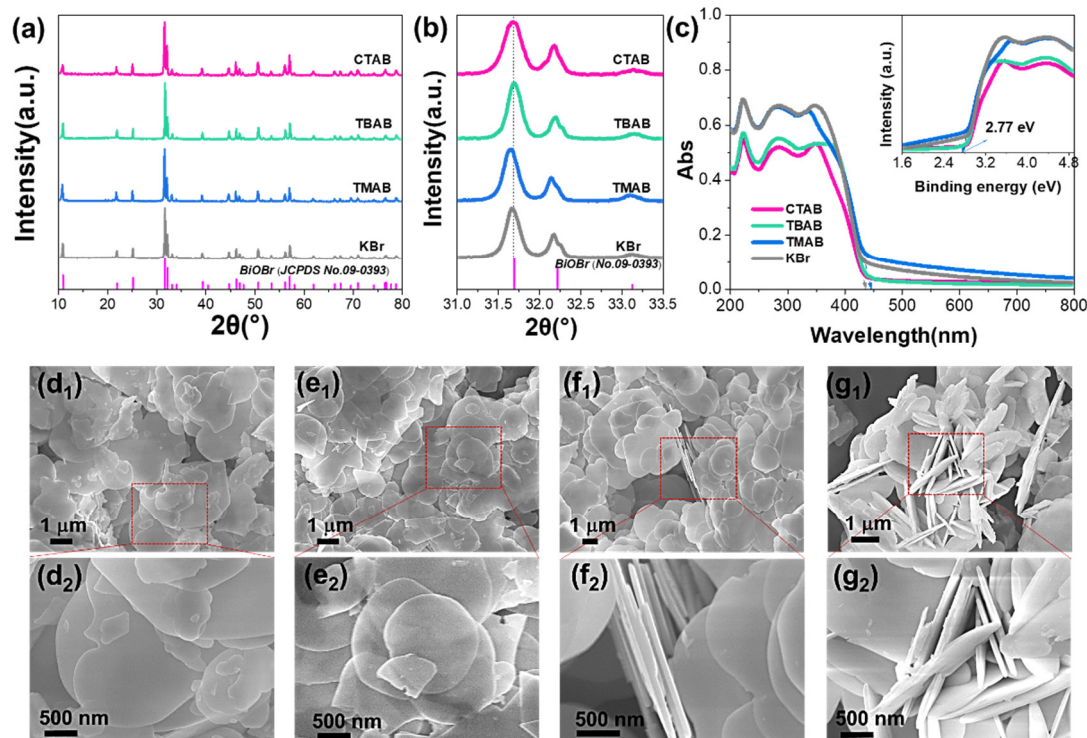 (a)
Intensity(a.u.)
CTAB
TBAB
TMAB
KBr
BiOBr (JCPDS No.09-0393)
10 20 30 40 50 60 70 80
2θ(°)
(b)
Intensity(a.u.)
CTAB
TBAB
TMAB
KBr
BiOBr (No.09-0393)
31.0 31.5 32.0 32.5 33.0 33.5
2θ(°)
(c)
Abs
1.0
0.8
0.6
0.4
0.2
0.0
CTAB
TBAB
TMAB
KBr
200 300 400 500 600 700 800
Wavelength(nm)
Intensity (a.u.)
2.77 eV
1.6 2.4 3.2 4.0 4.8
Binding energy (eV)
(d1)
1 μm
(e1)
1 μm
(f1)
1 μm
(g1)
1 μm
(d2)
500 nm
(e2)
500 nm
(f2)
500 nm
(g2)
500 nm